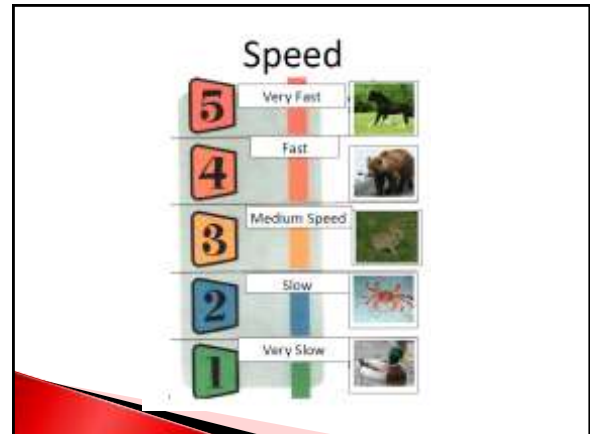 Speed
5 Very Fast
4 Fast
3 Medium Speed
2 Slow
1 Very Slow